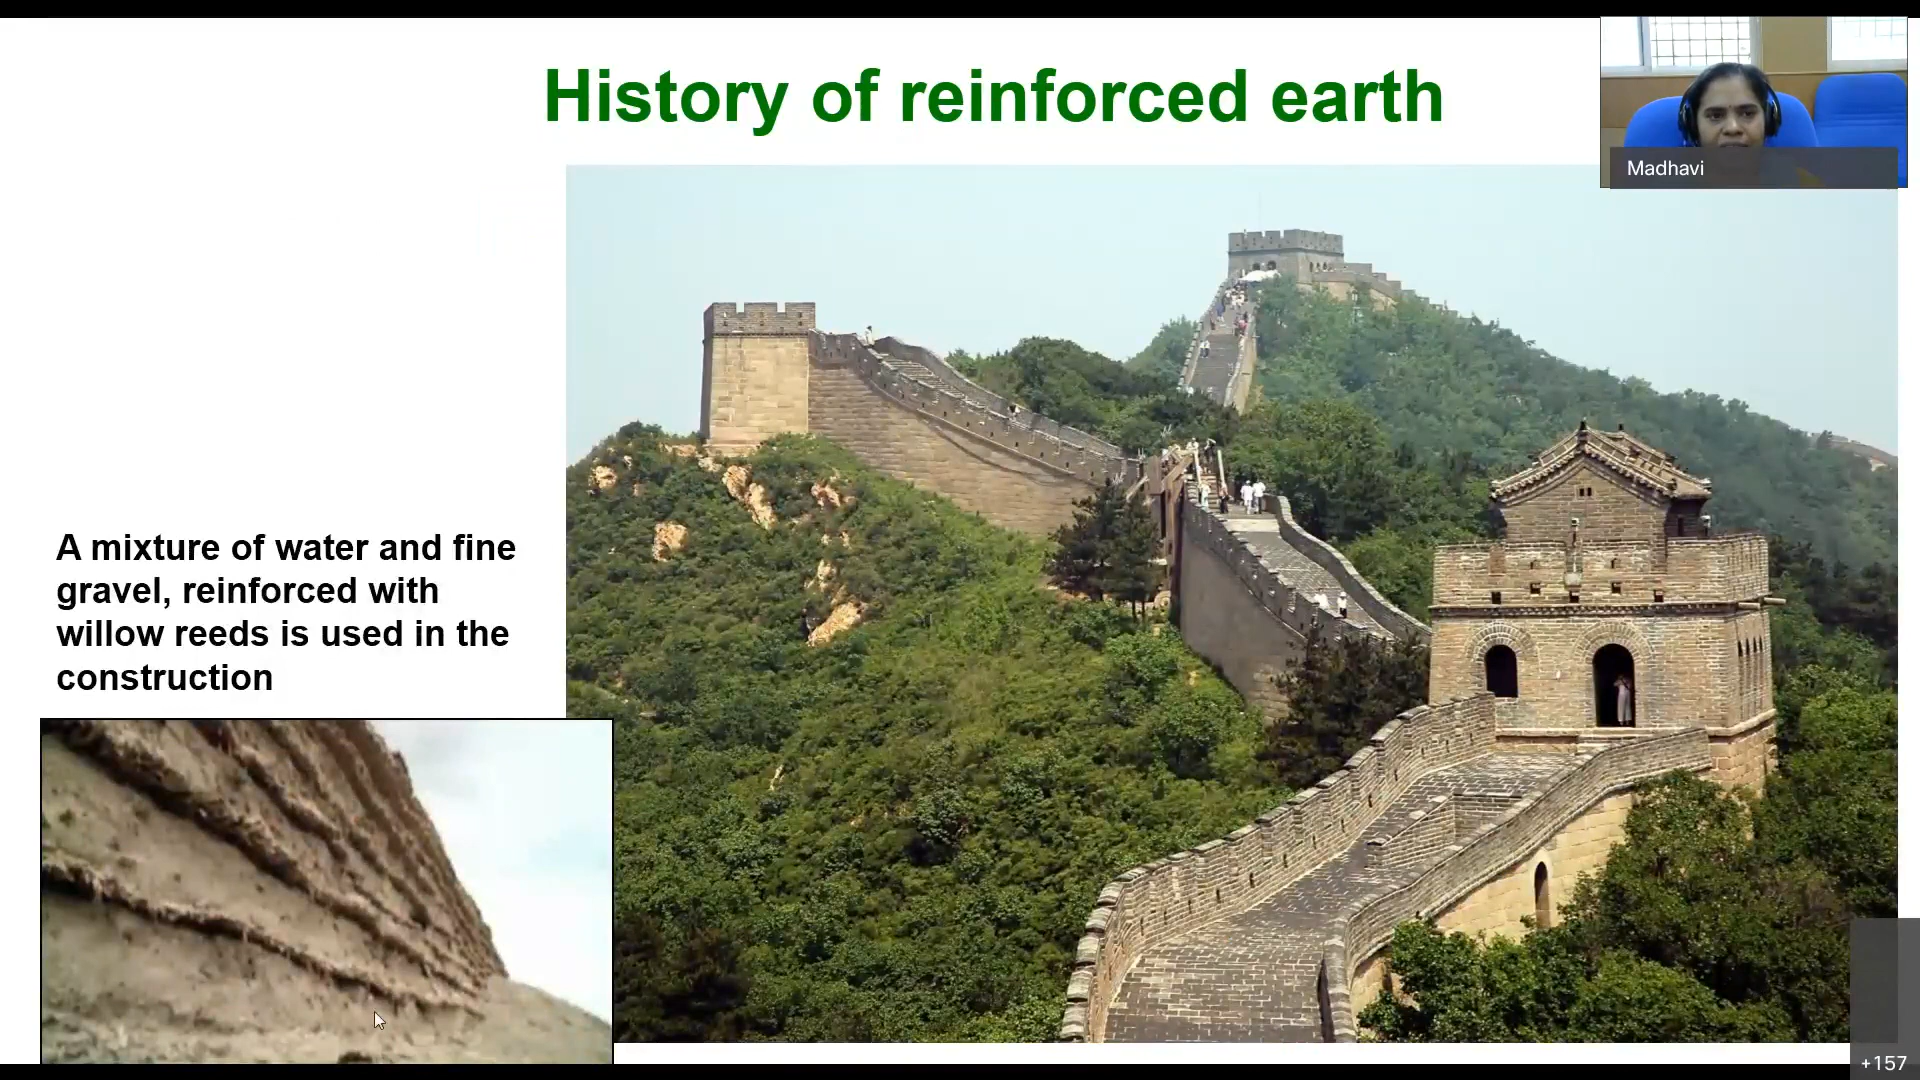 History of reinforced earth
Madhavi
A mixture of water and fine
gravel, reinforced with
willow reeds is used in the
construction
+157